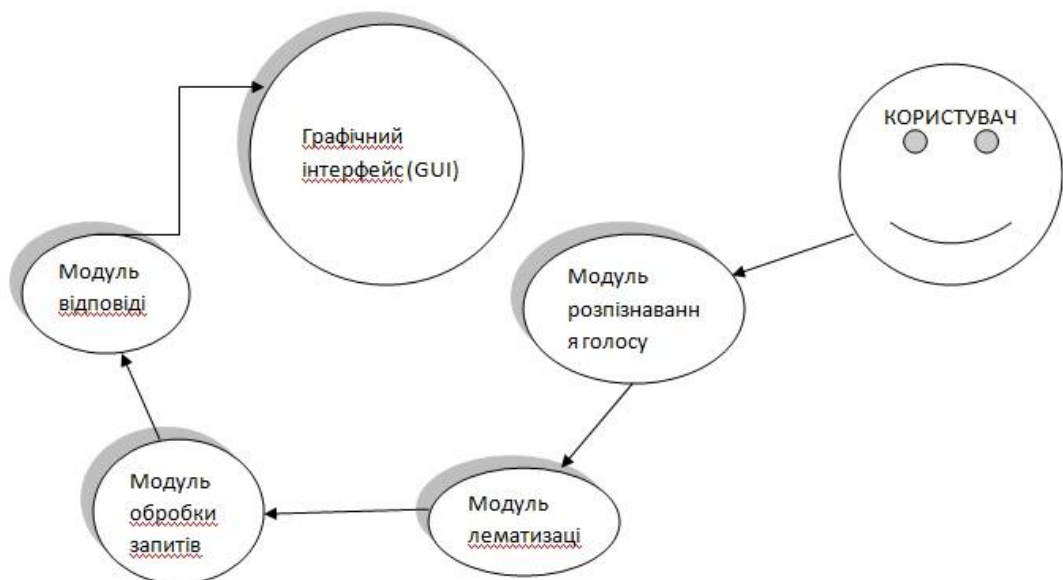 Графічний
інтерфейс (GUI)
КОРИСТУВАЧ
Модуль
відповіді
Модуль
розпізнаванн
я голосу
Модуль
обробки
запитів
Модуль
лематизаці